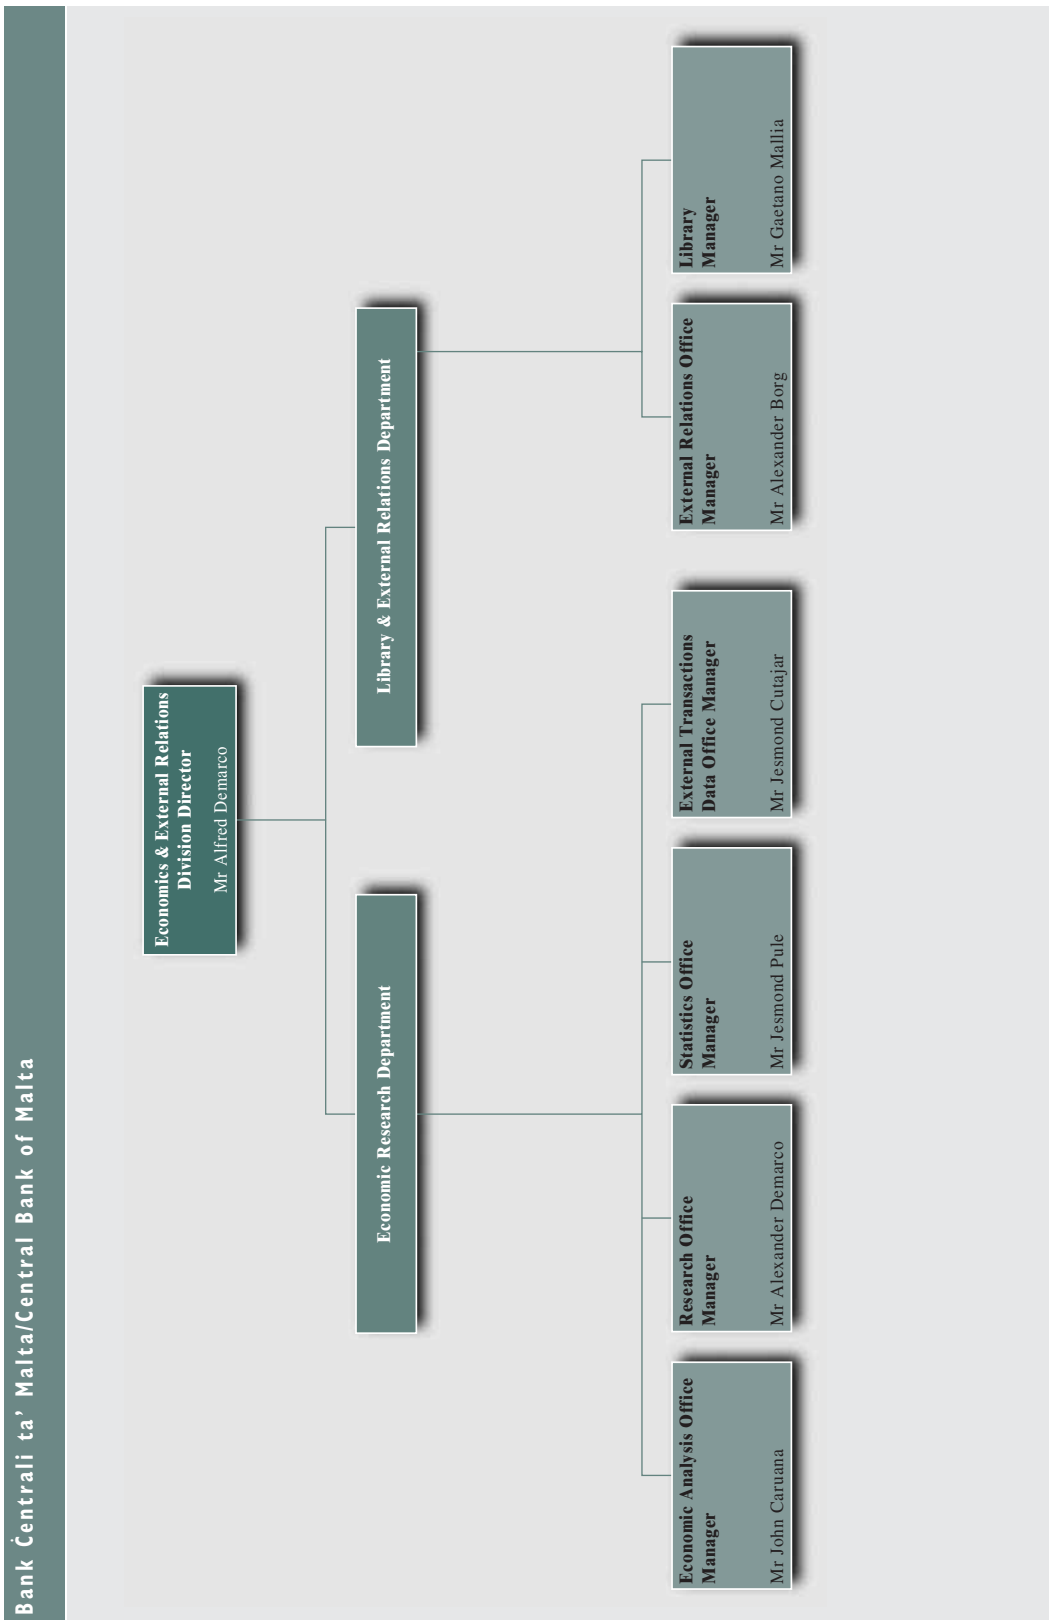 Bank Ċentrali ta’ Malta/Central Bank of Malta
Economics & External Relations
Division Director
Mr Alfred Demarco
Economic Research Department
Library & External Relations Department
Economic Analysis Office
Manager
Mr John Caruana
Research Office
Manager
Mr Alexander Demarco
Statistics Office
Manager
Mr Jesmond Pule
External Transactions
Data Office Manager
Mr Jesmond Cutajar
External Relations Office
Manager
Mr Alexander Borg
Library
Manager
Mr Gaetano Mallia